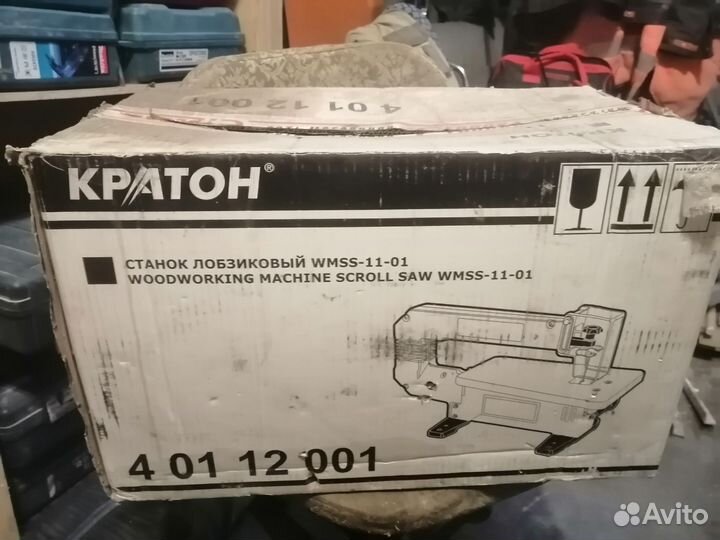 4 01 12 001
КРАТОН®
СТАНОК ЛОБЗИКОВЫЙ WMSS-11-01
WOODWORKING MACHINE SCROLL SAW WMSS-11-01
4 01 12 001
Avito